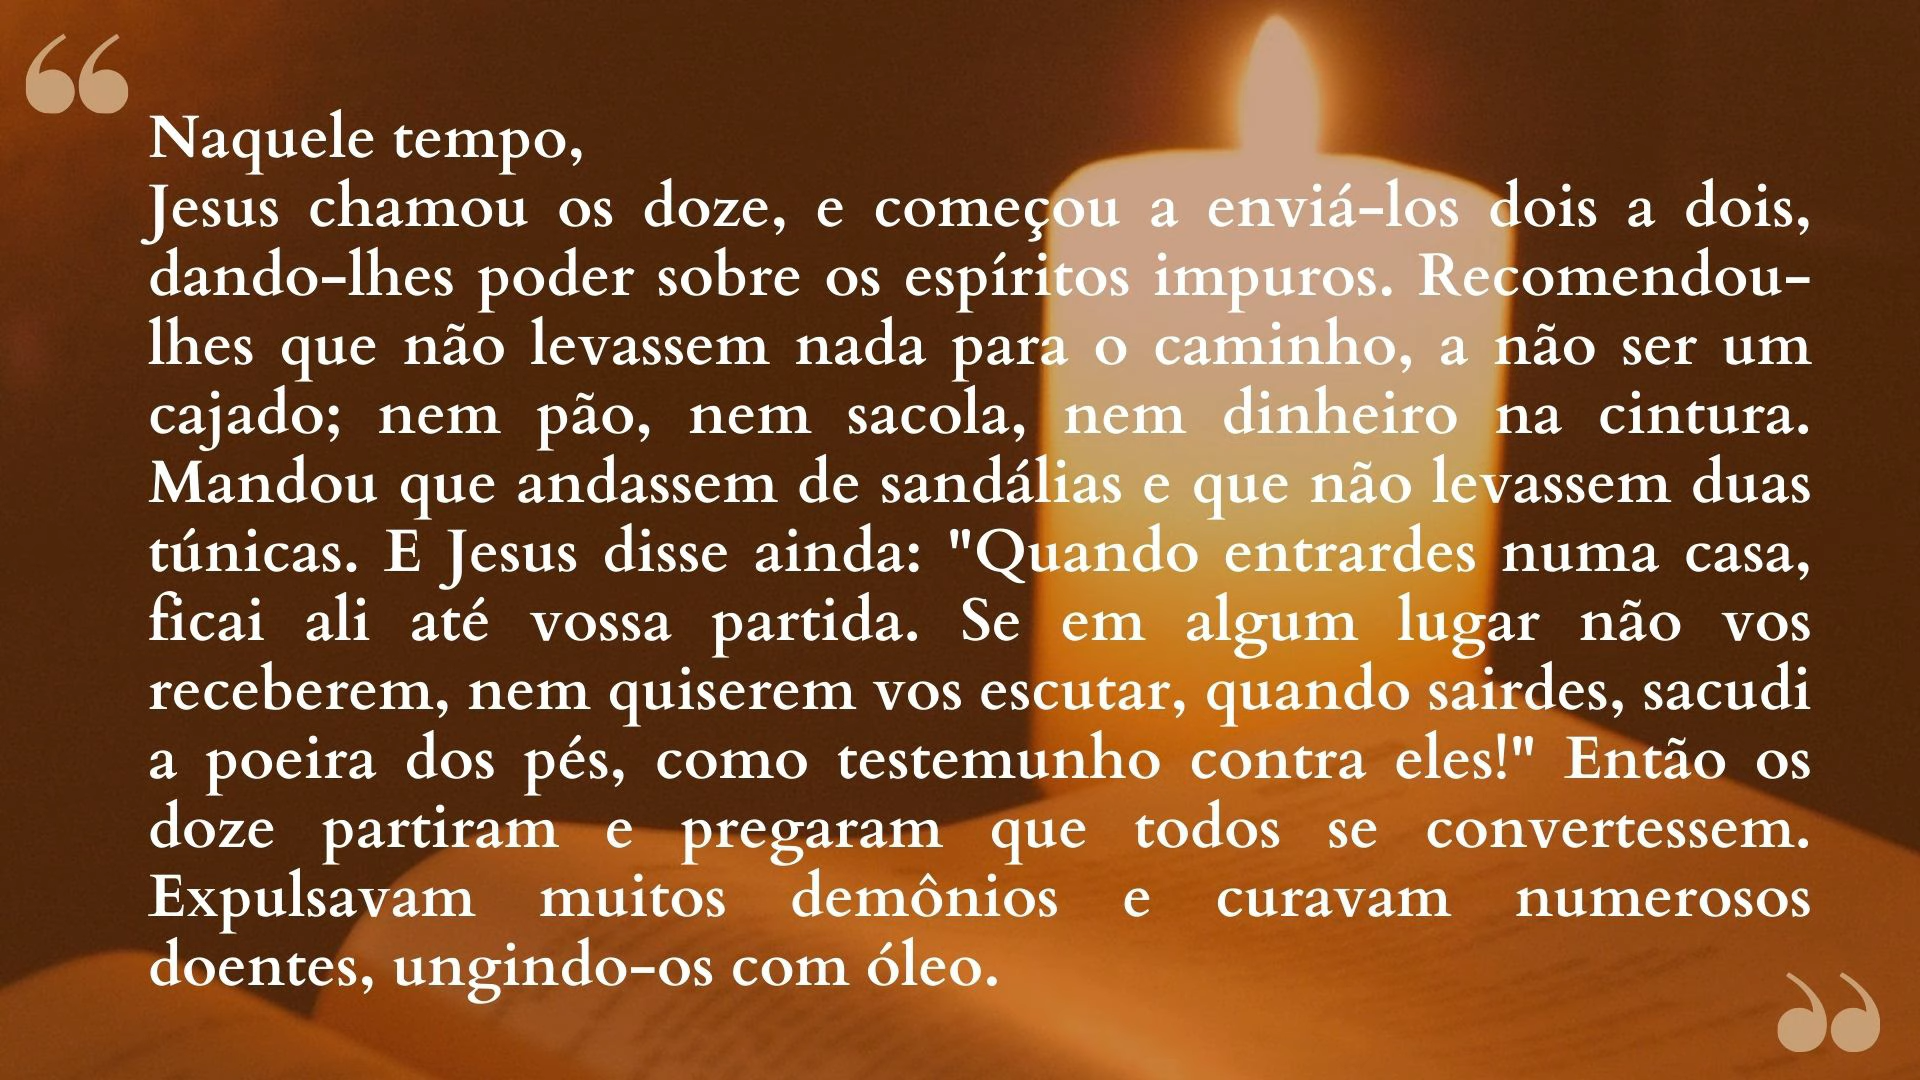 Naquele tempo,
Jesus chamou os doze, e começou a enviá-los dois a dois,
dando-lhes poder sobre os espíritos impuros. Recomendou-
lhes que não levassem nada para o caminho, a não ser um
cajado; nem pão, nem sacola, nem dinheiro na cintura.
Mandou que andassem de sandálias e que não levassem duas
túnicas. E Jesus disse ainda: "Quando entrardes numa casa,
ficai ali até vossa partida. Se em algum lugar não vos
receberem, nem quiserem vos escutar, quando sairdes, sacudi
a poeira dos pés, como testemunho contra eles!" Então os
doze partiram e pregaram que todos se convertessem.
Expulsavam muitos demônios e curavam numerosos
doentes, ungindo-os com óleo.